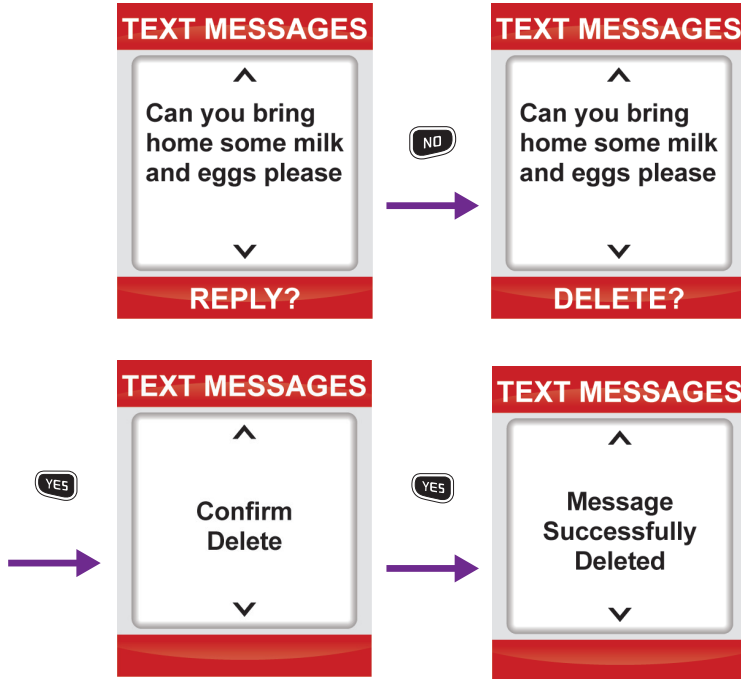 TEXT MESSAGES
Can you bring
home some milk
and eggs please
REPLY?
NO
TEXT MESSAGES
Can you bring
home some milk
and eggs please
DELETE?
YES
TEXT MESSAGES
Confirm
Delete
YES
TEXT MESSAGES
Message
Successfully
Deleted